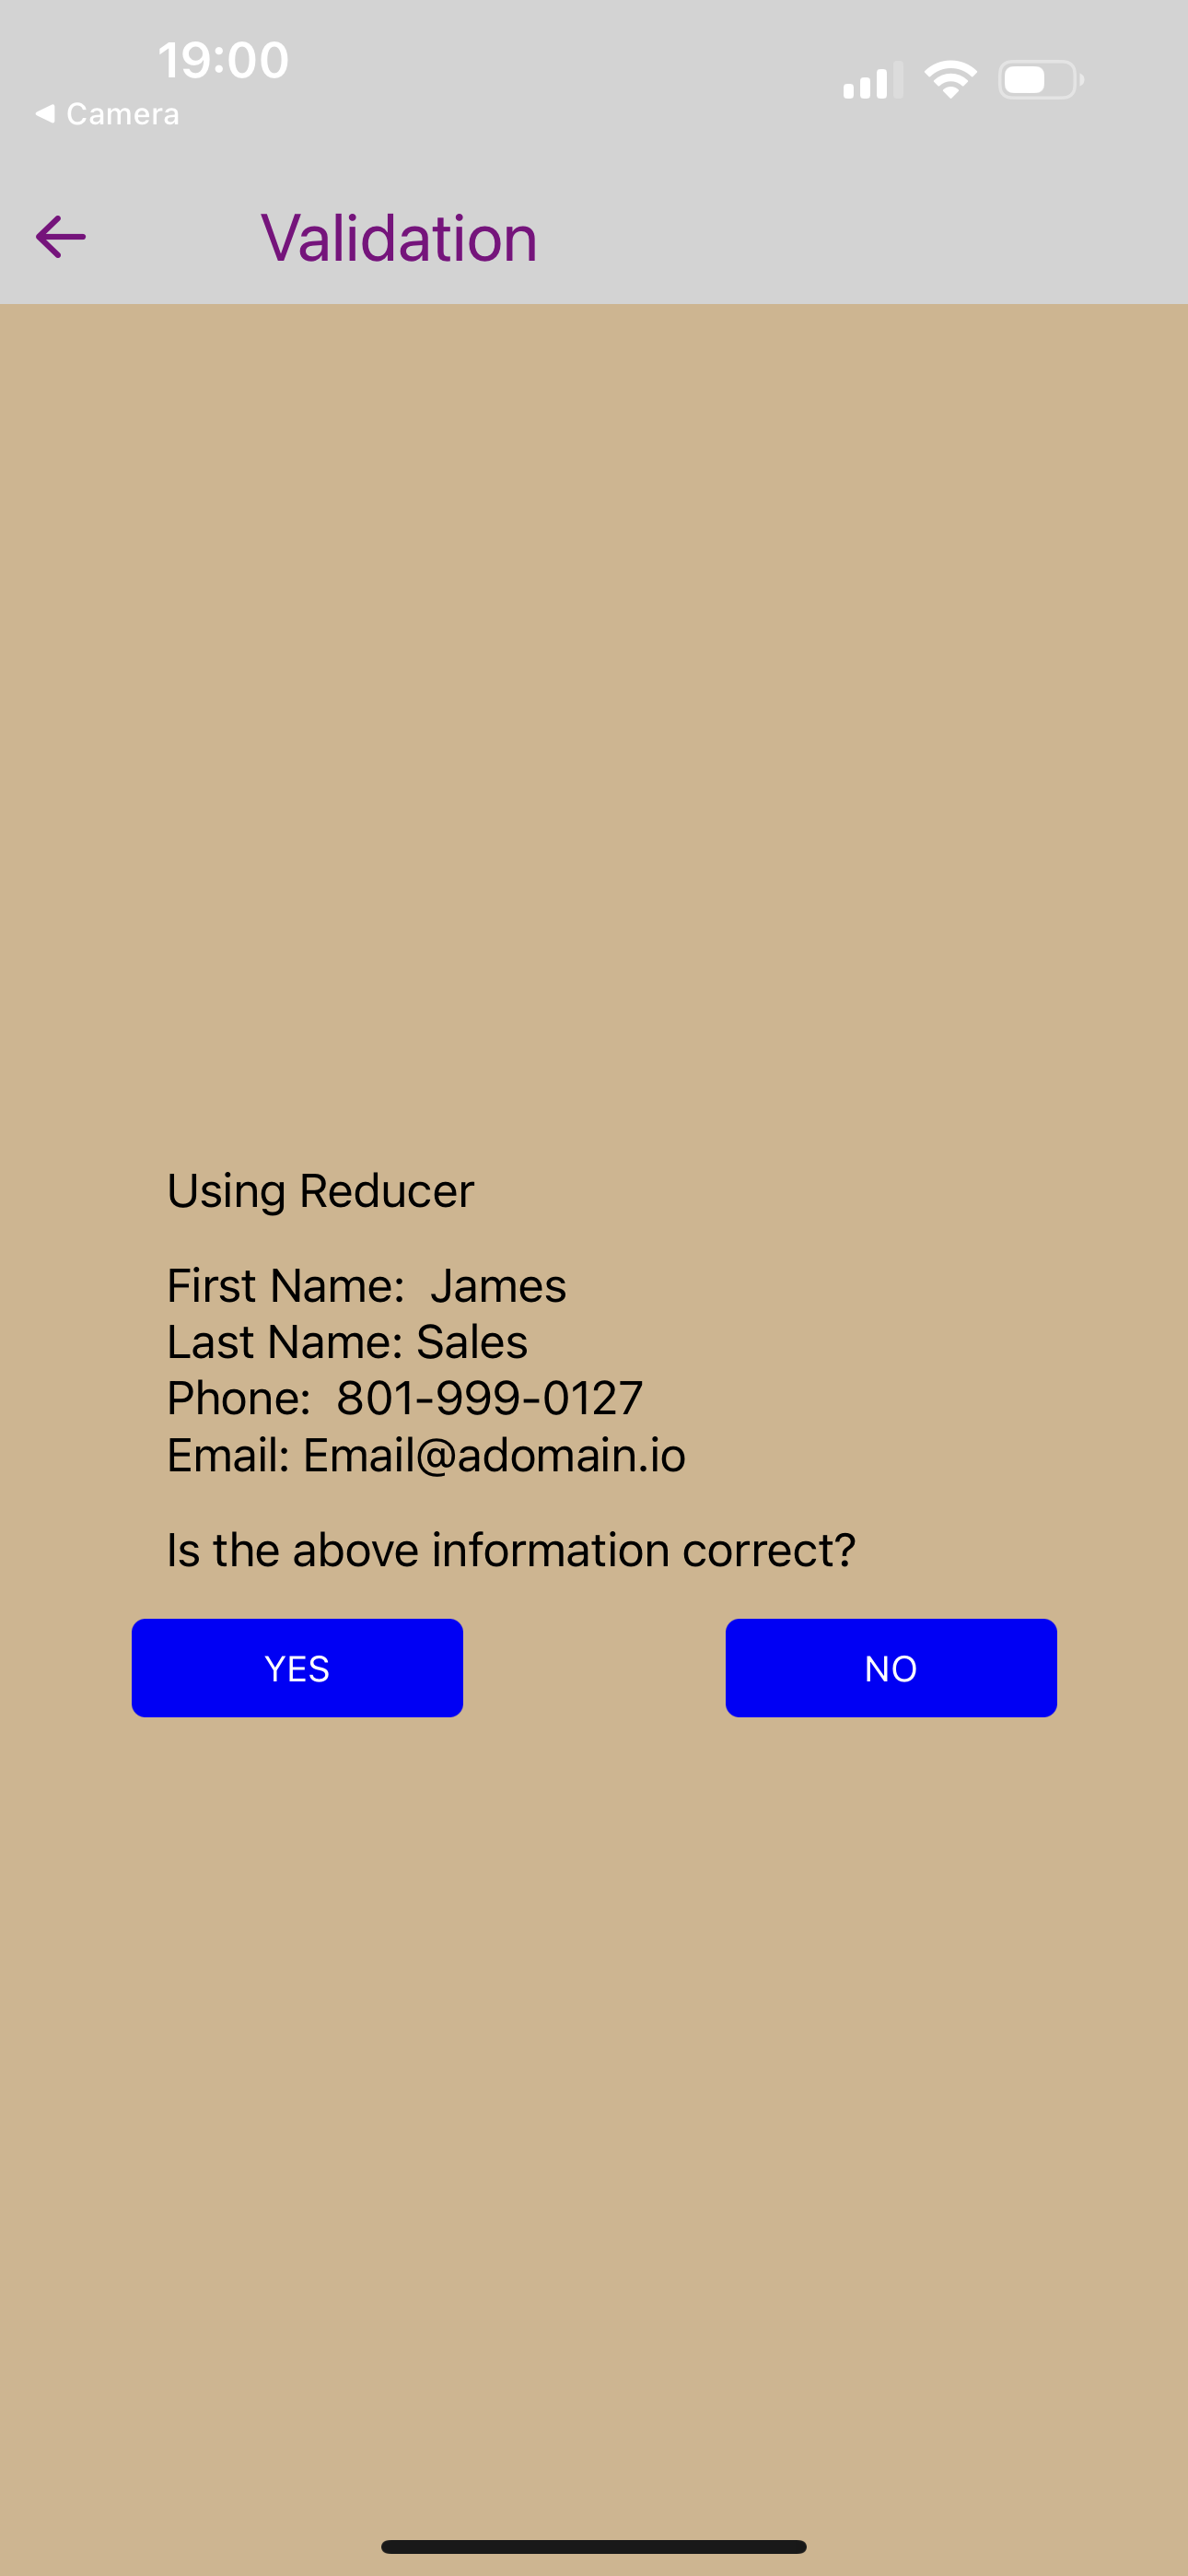 19:00
Camera
Validation
Using Reducer
First Name:  James
Last Name: Sales
Phone:  801-999-0127
Email: Email@adomain.io
Is the above information correct?
YES
NO